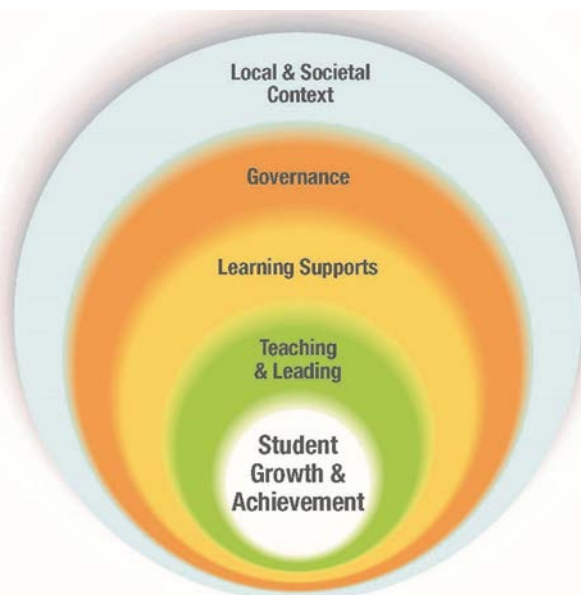 Local & Societal
Context
Governance
Learning Supports
Teaching
& Leading
Student
Growth &
Achievement